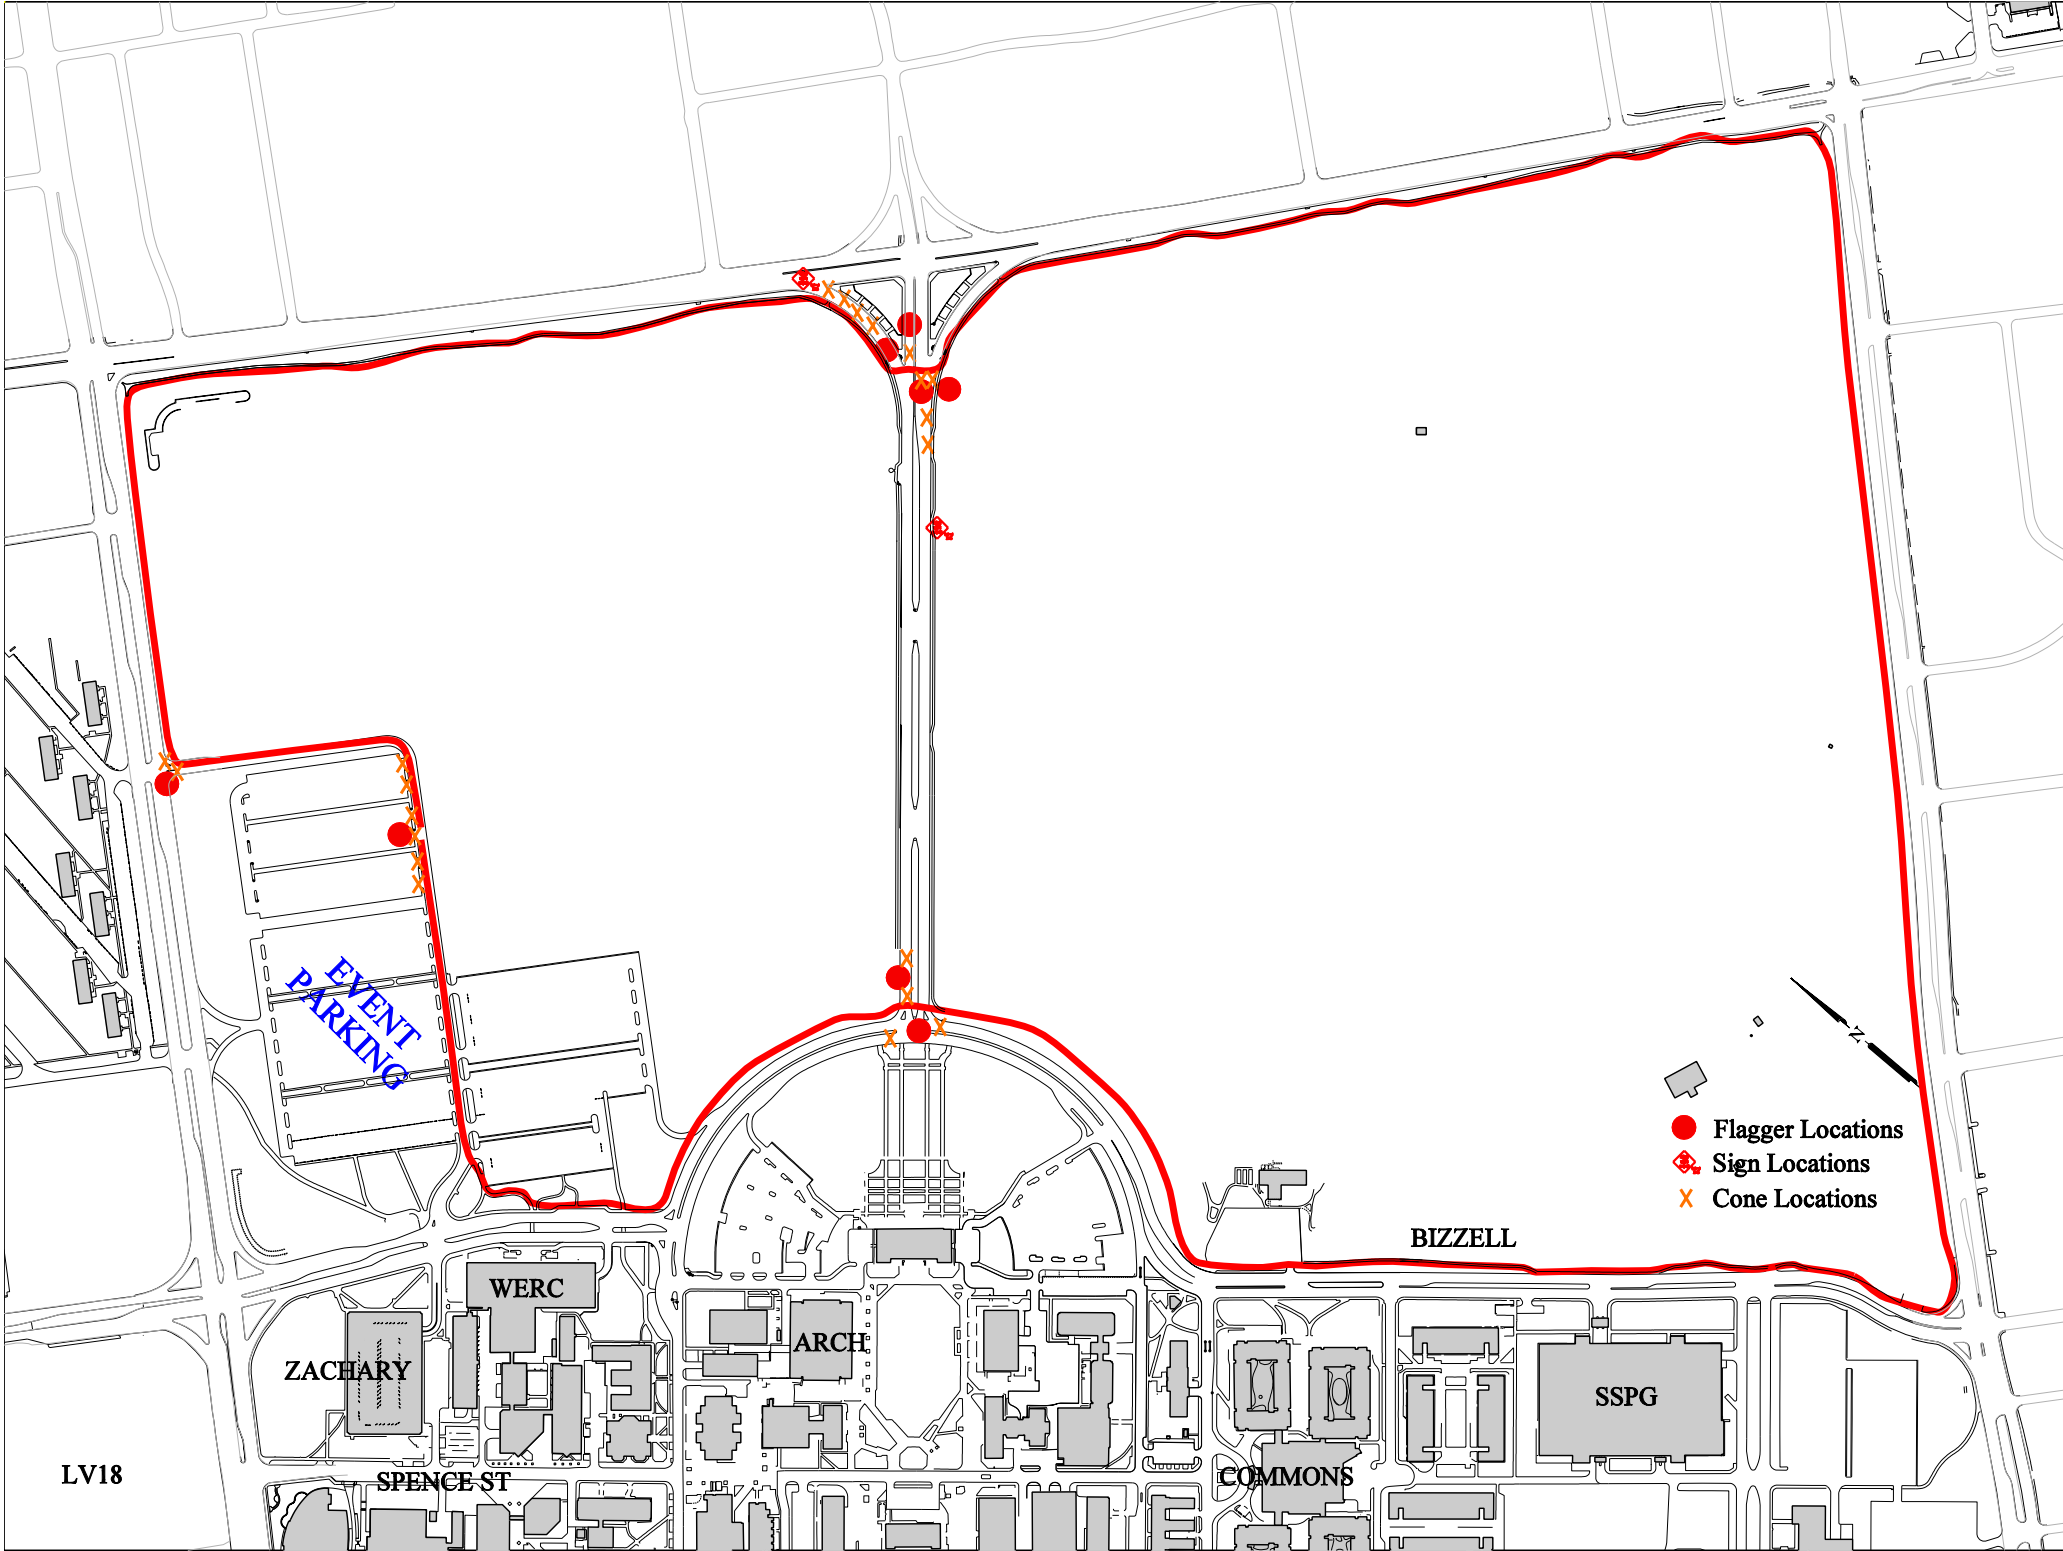 EVENT
PARKING
N
Flagger Locations
Sign Locations
Cone Locations
BIZZELL
WERC
ARCH
ZACHARY
SSPG
LV18
SPENCE ST
COMMONS